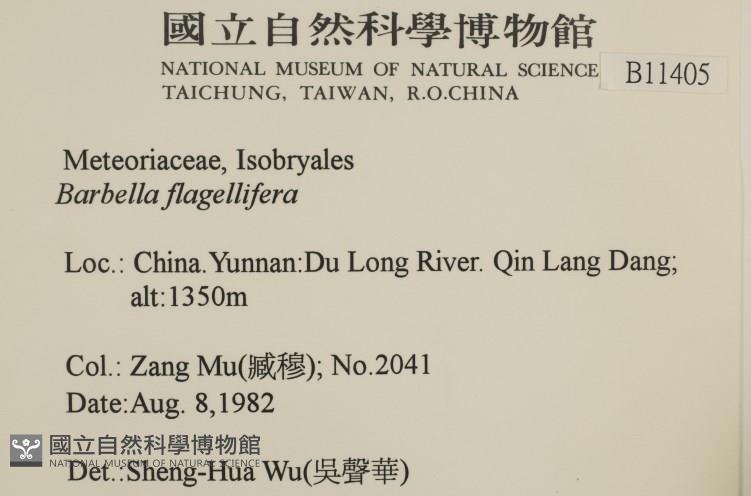 國立自然科學博物館
NATIONAL MUSEUM OF NATURAL SCIENCE
B11405
TAICHUNG, TAIWAN, R.O.CHINA
Meteoriaceae, Isobryales
Barbella flagellifera
Loc.: China.Yunnan:Du Long River. Qin Lang Dang;
alt:1350m
Col.: Zang Mu(臧穆); No.2041
Date:Aug. 8,1982
國立自然科學博物館
NATIONAL MUSEUM OF NATURAL SCIENCE
Det.:Sheng-Hua Wu(吳聲華)